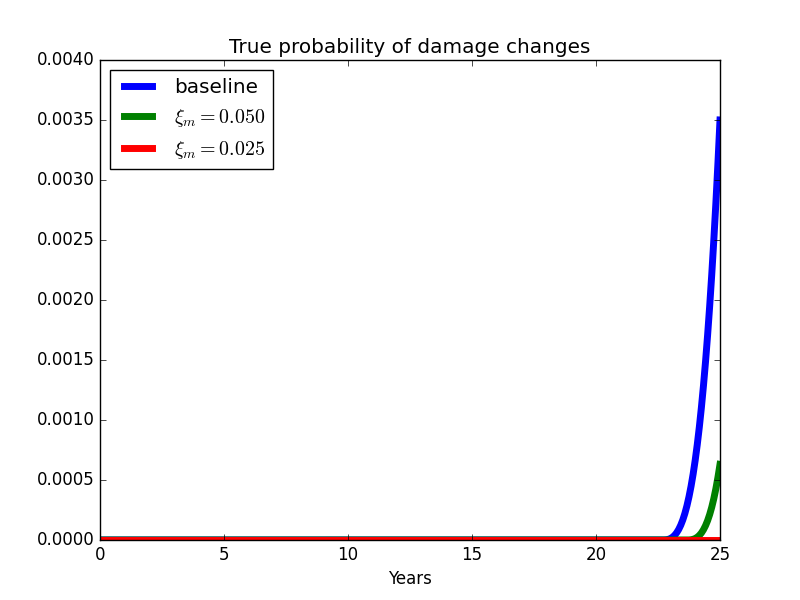 True probability of damage changes
0.0040
0.0035
0.0030
0.0025
0.0020
0.0015
0.0010
0.0005
0.0000
baseline
ξₘ = 0.050
ξₘ = 0.025
0 5 10 15 20 25
Years